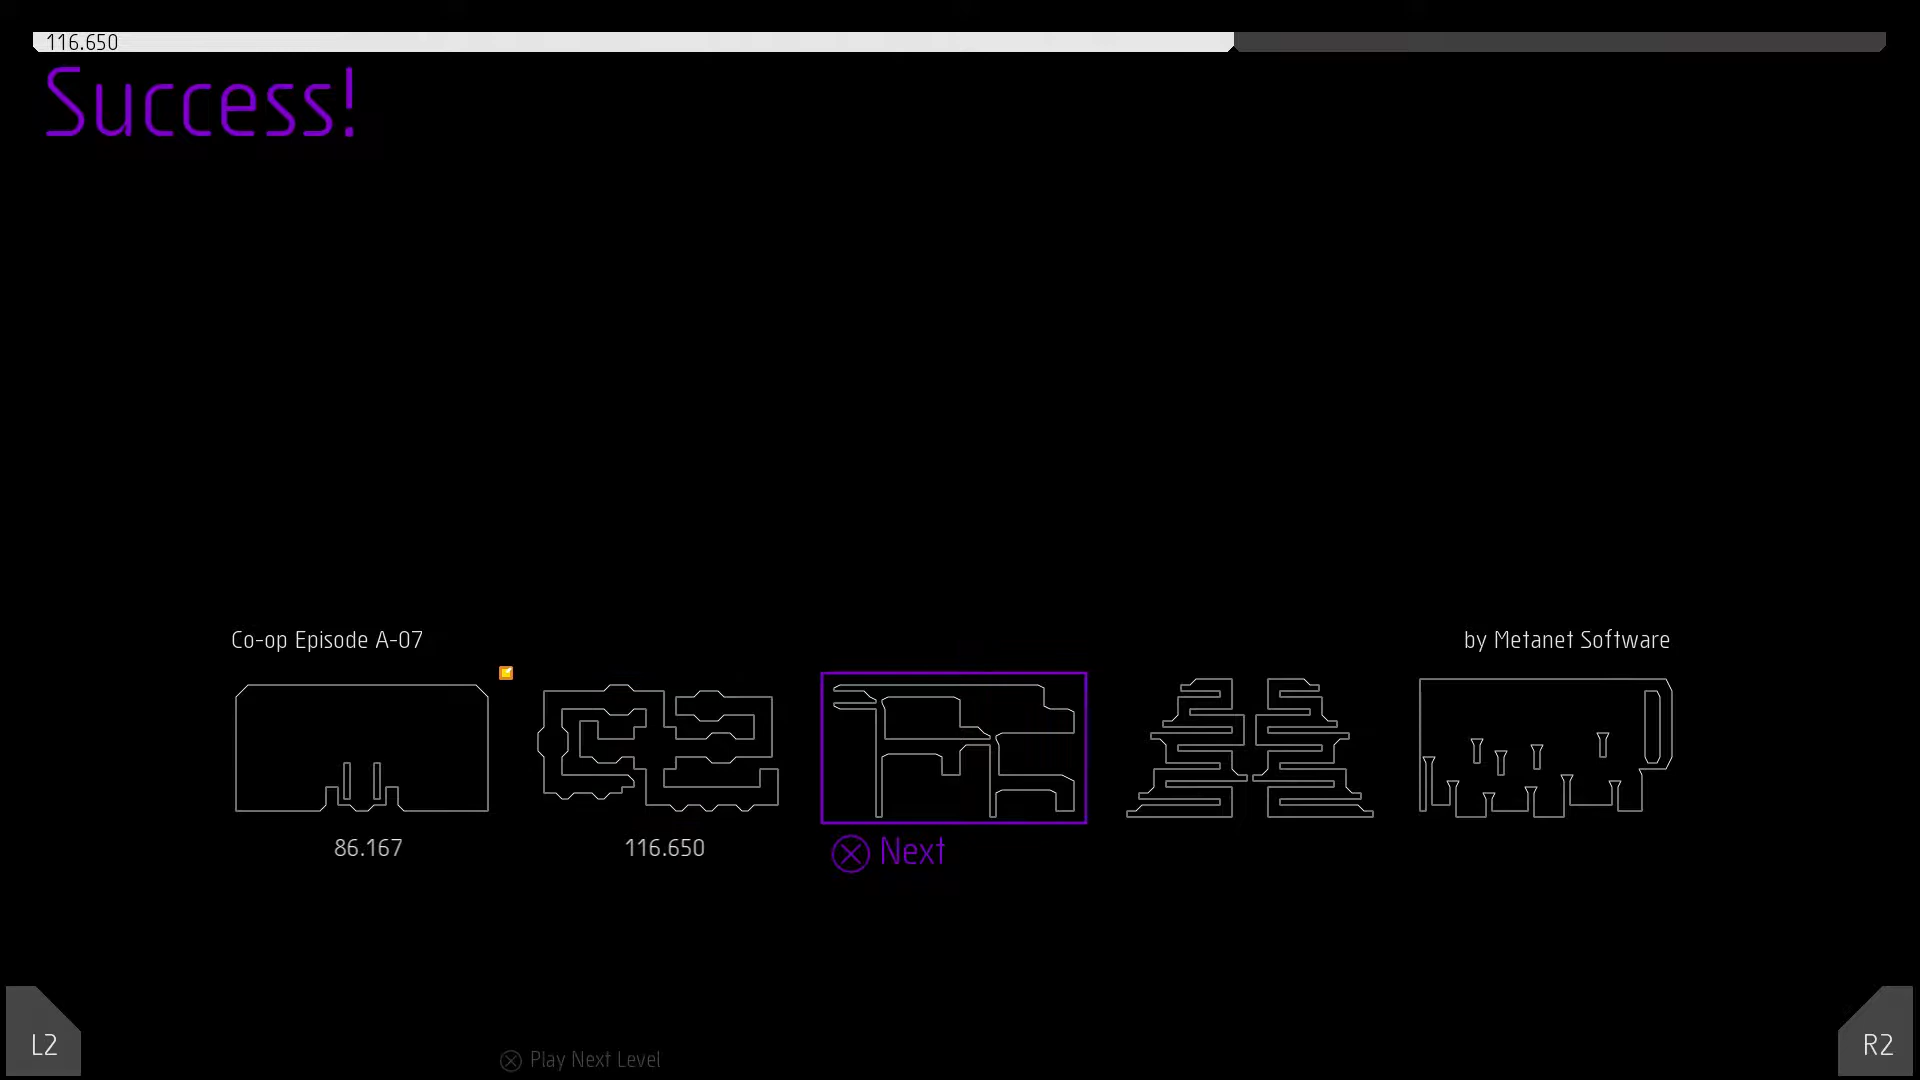 116.650
Success!
Co-op Episode A-07
by Metanet Software
86.167
116.650
Next
L2
R2
Play Next Level